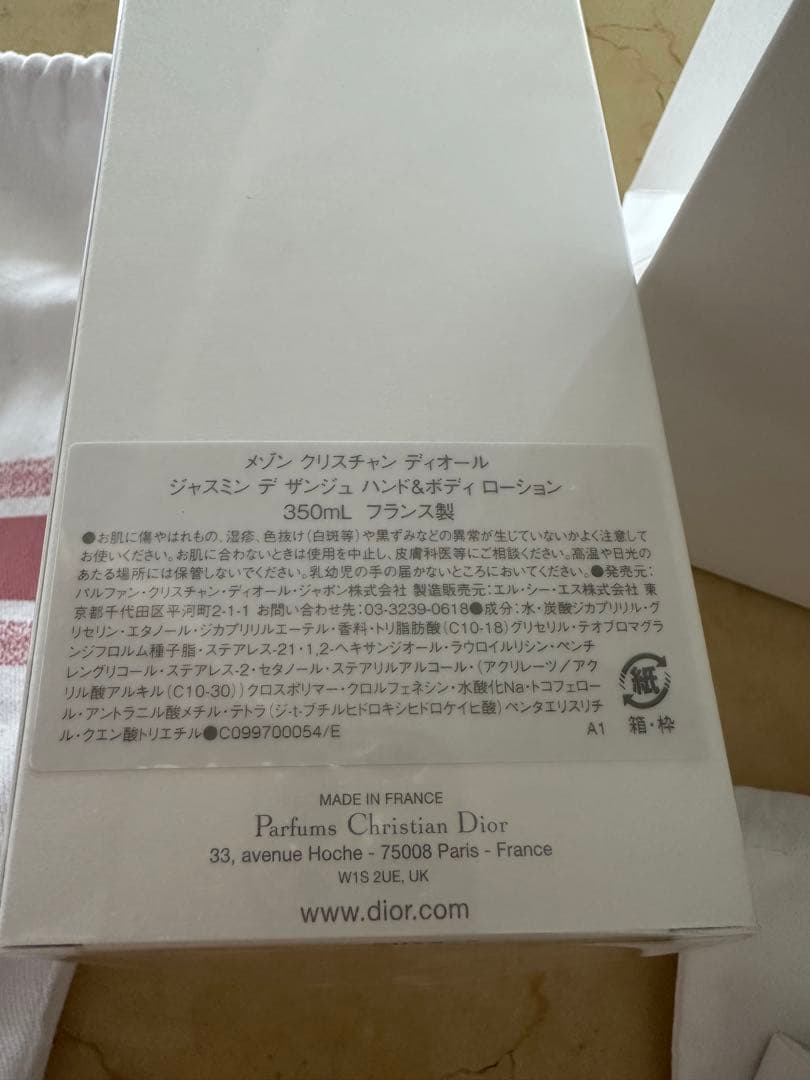 メゾン クリスチャン ディオール
ジャスミン デ ザンジュ ハンド&ボディ ローション
350mL フランス製
●お肌に傷やはれもの、湿疹、色抜け(白斑等)や黒ずみなどの異常が生じていないかよく注意して
お使いください。お肌に合わないときは使用を中止し、皮膚科医等にご相談ください。高温や日光の
あたる場所には保管しないでください。乳幼児の手の届かないところにおいてください。●発売元:
パルファン・クリスチャン・ディオール・ジャポン株式会社 製造販売元:エル・シー・エス株式会社 東
京都千代田区平河町2-1-1 お問い合わせ先:03-3239-0618●成分:水・炭酸ジカプリリル・グ
リセリン・エタノール・ジカプリリルエーテル・香料・トリ脂肪酸(C10-18)グリセリル・テオブロマグラ
ンジフロルム種子脂・ステアレス-21・1,2-ヘキサンジオール・ラウロイルリシン・ペンチ
レングリコール・ステアレス-2・セタノール・ステアリルアルコール・(アクリレーツ/アク
リル酸アルキル(C10-30))クロスポリマー・クロルフェネシン・水酸化Na・トコフェロー
ル・アントラニル酸メチル・テトラ(ジ-t-ブチルヒドロキシヒドロケイヒ酸)ペンタエリスリチ
ル・クエン酸トリエチル●C099700054/E
A1
紙
箱・枠
MADE IN FRANCE
Parfums Christian Dior
33, avenue Hoche - 75008 Paris - France
W1S 2UE, UK
www.dior.com